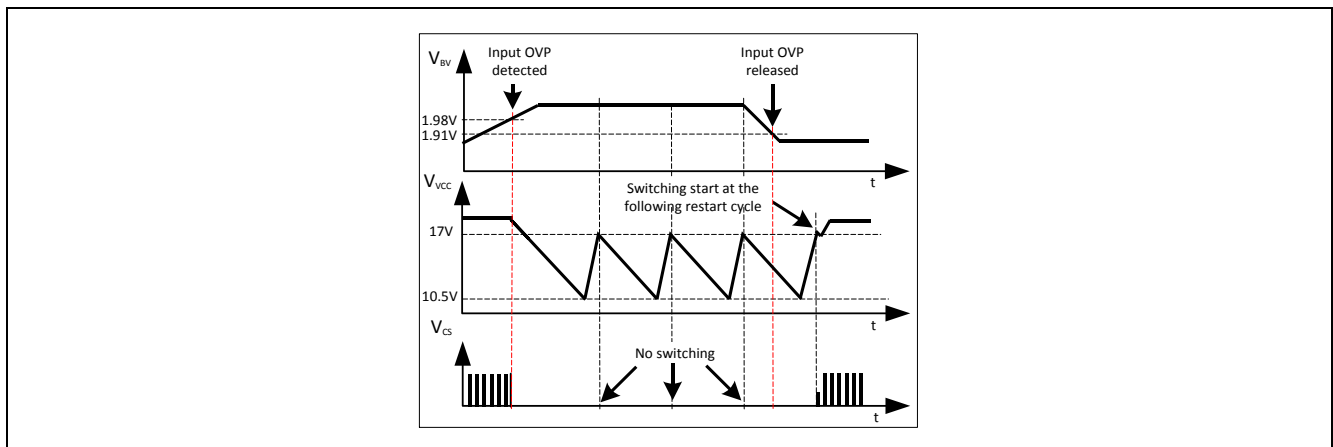 V_BV
Input OVP
detected
Input OVP
released
1.98V
1.91V
t
V_VCC
Switching start at the
following restart cycle
17V
10.5V
t
V_CS
No switching
t